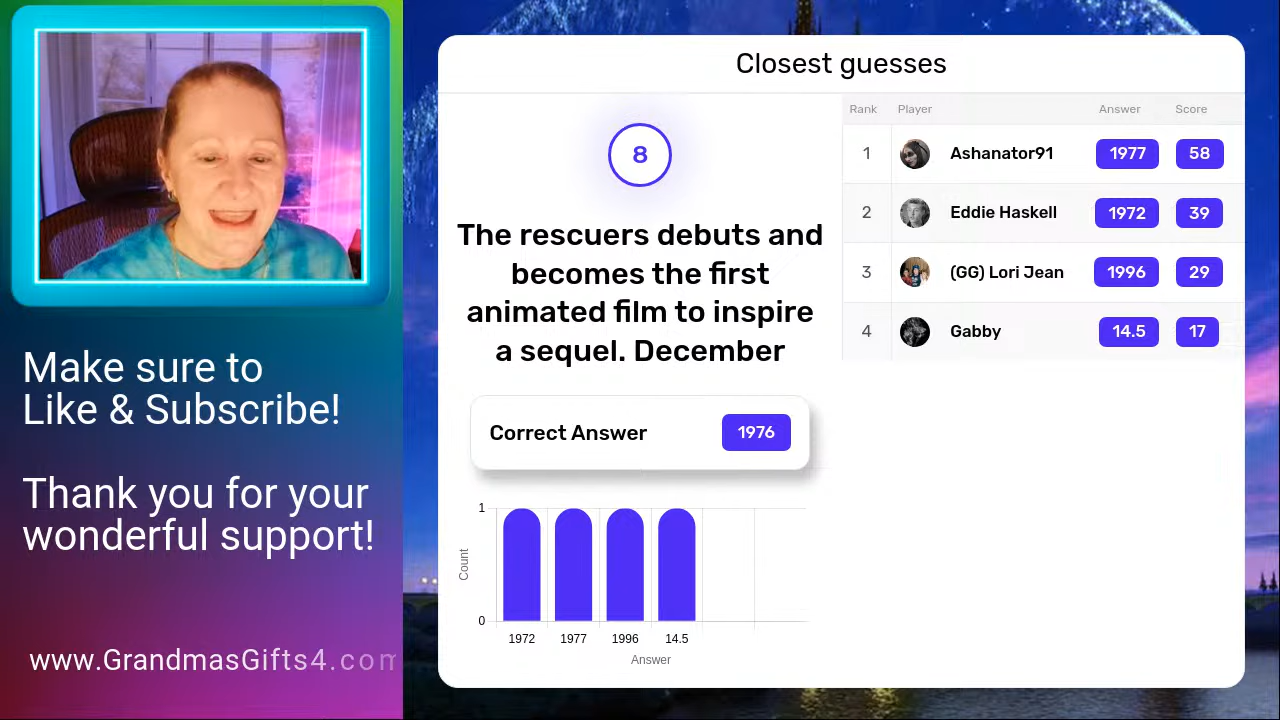 Make sure to
Like & Subscribe!
Thank you for your
wonderful support!
www.GrandmasGifts4.com
Closest guesses
8
The rescuers debuts and
becomes the first
animated film to inspire
a sequel. December
Correct Answer 1976
1
0
Count
1972 1977 1996 14.5
Answer
Rank Player Answer Score
1 Ashanator91 1977 58
2 Eddie Haskell 1972 39
3 (GG) Lori Jean 1996 29
4 Gabby 14.5 17